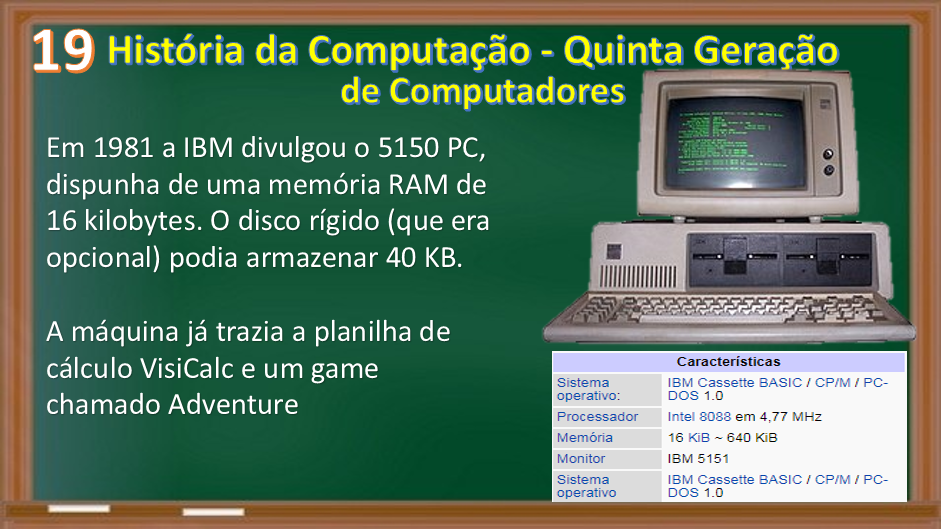 19 História da Computação - Quinta Geração
de Computadores
Em 1981 a IBM divulgou o 5150 PC,
dispunha de uma memória RAM de
16 kilobytes. O disco rígido (que era
opcional) podia armazenar 40 KB.
A máquina já trazia a planilha de
cálculo VisiCalc e um game
chamado Adventure
Características
Sistema operativo: IBM Cassette BASIC / CP/M / PC-
DOS 1.0
Processador Intel 8088 em 4,77 MHz
Memória 16 KiB ~ 640 KiB
Monitor IBM 5151
Sistema operativo IBM Cassette BASIC / CP/M / PC-
DOS 1.0